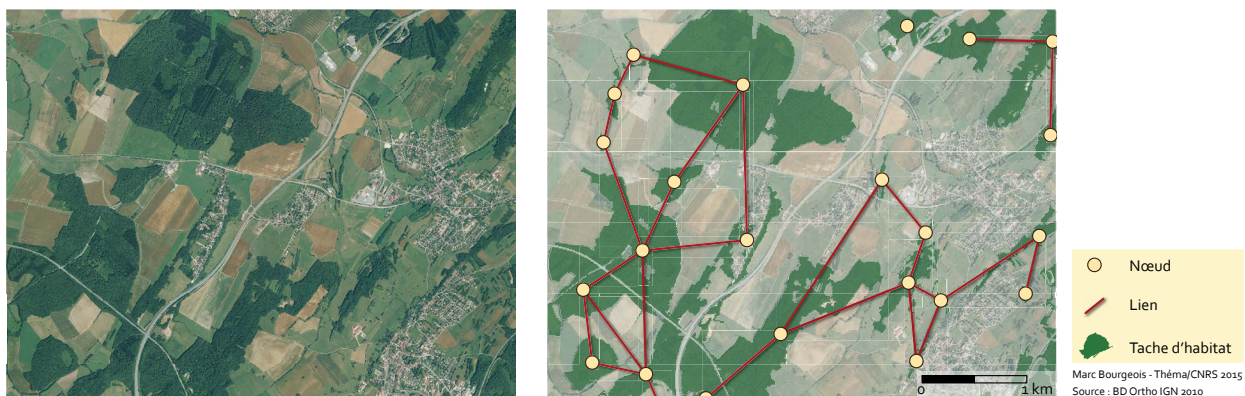 0
1 km
Nœud
Lien
Tache d'habitat
Marc Bourgeois - Théma/CNRS 2015
Source : BD Ortho IGN 2010